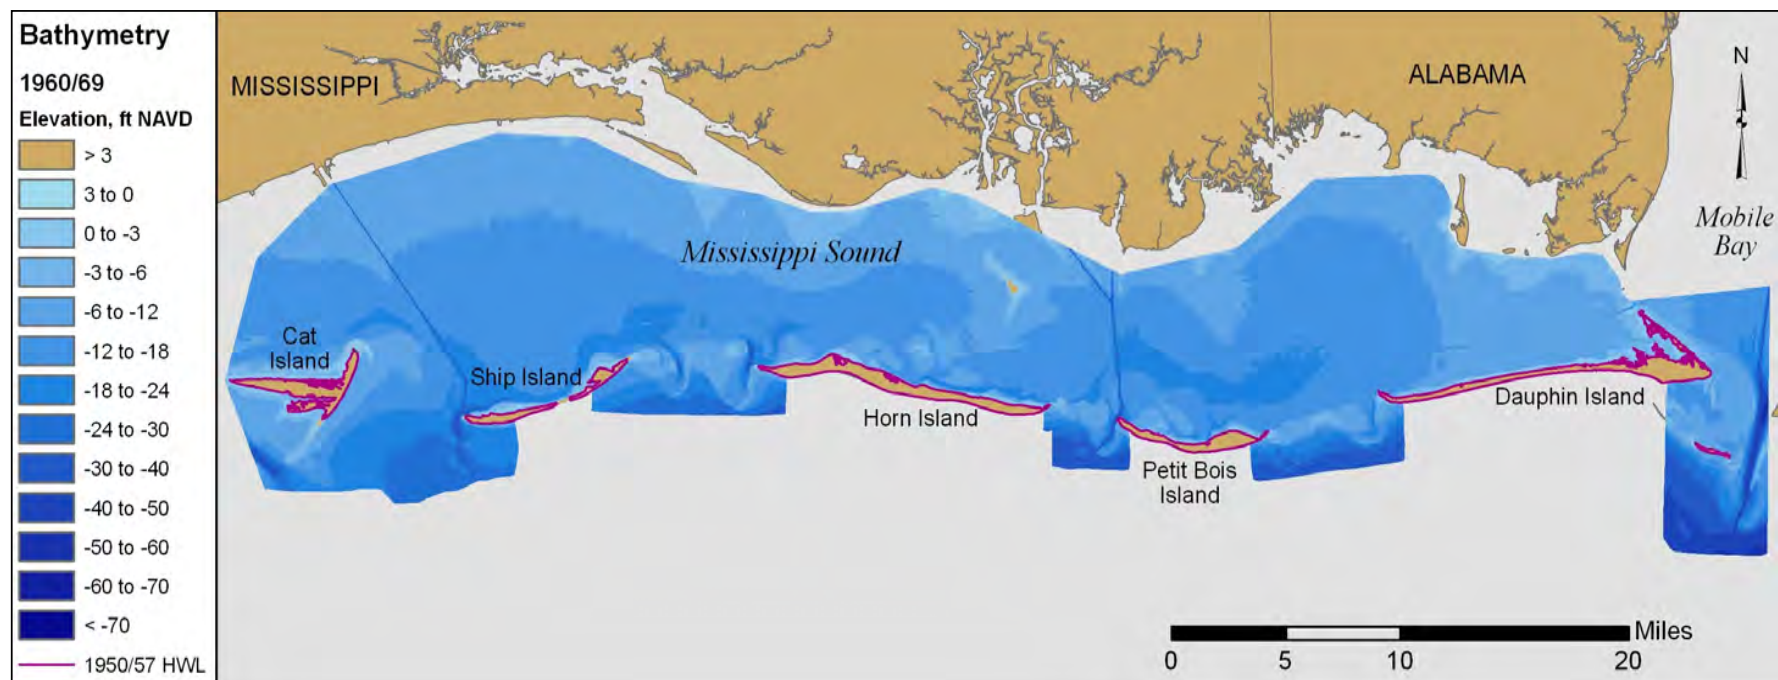 Bathymetry
1960/69
Elevation, ft NAVD
> 3
3 to 0
0 to -3
-3 to -6
-6 to -12
-12 to -18
-18 to -24
-24 to -30
-30 to -40
-40 to -50
-50 to -60
-60 to -70
< -70
1950/57 HWL
MISSISSIPPI
ALABAMA
N
Mobile
Bay
Mississippi Sound
Cat
Island
Ship Island
Horn Island
Petit Bois
Island
Dauphin Island
Miles
0 5 10 20